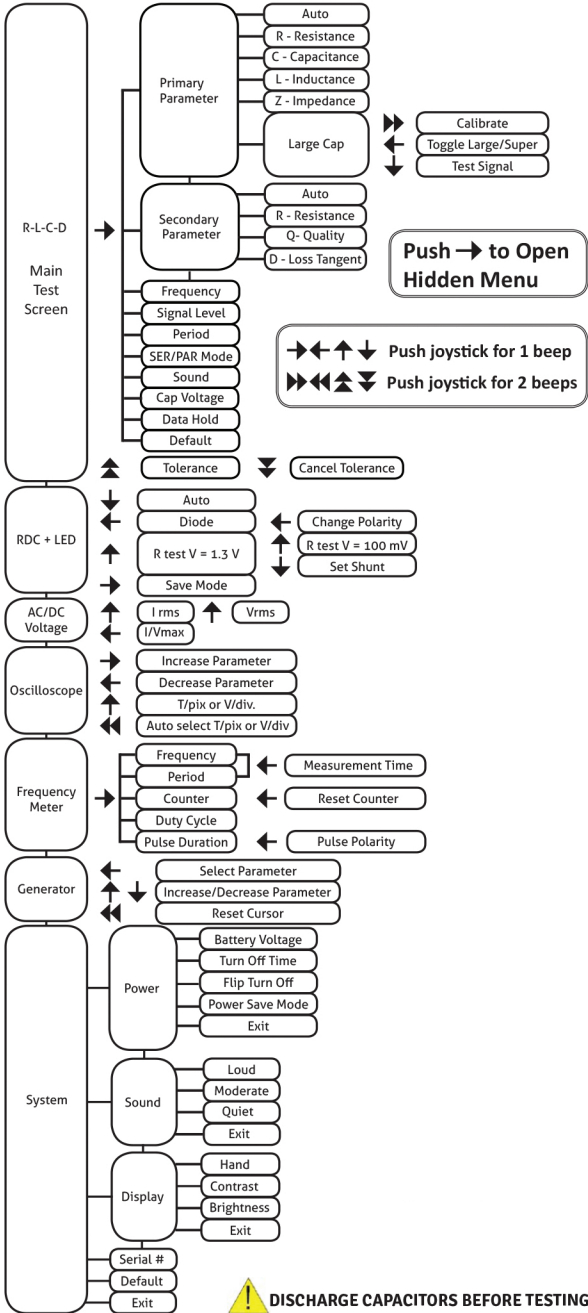 R-L-C-D
Main
Test
Screen
Primary
Parameter
Auto
R - Resistance
C - Capacitance
L - Inductance
Z - Impedance
Large Cap
Calibrate
Toggle Large/Super
Test Signal
Secondary
Parameter
Auto
R - Resistance
Q- Quality
D - Loss Tangent
Push → to Open
Hidden Menu
Frequency
Signal Level
Period
SER/PAR Mode
Sound
Cap Voltage
Data Hold
Default
Push joystick for 1 beep
Push joystick for 2 beeps
Tolerance
Cancel Tolerance
RDC + LED
Auto
Diode
Change Polarity
R test V = 1.3 V
R test V = 100 mV
Set Shunt
Save Mode
AC/DC
Voltage
I rms
Vrms
I/Vmax
Oscilloscope
Increase Parameter
Decrease Parameter
T/pix or V/div.
Auto select T/pix or V/div
Frequency
Meter
Frequency
Period
Measurement Time
Counter
Reset Counter
Duty Cycle
Pulse Duration
Pulse Polarity
Generator
Select Parameter
Increase/Decrease Parameter
Reset Cursor
System
Power
Battery Voltage
Turn Off Time
Flip Turn Off
Power Save Mode
Exit
Sound
Loud
Moderate
Quiet
Exit
Display
Hand
Contrast
Brightness
Exit
Serial #
Default
Exit
! DISCHARGE CAPACITORS BEFORE TESTING